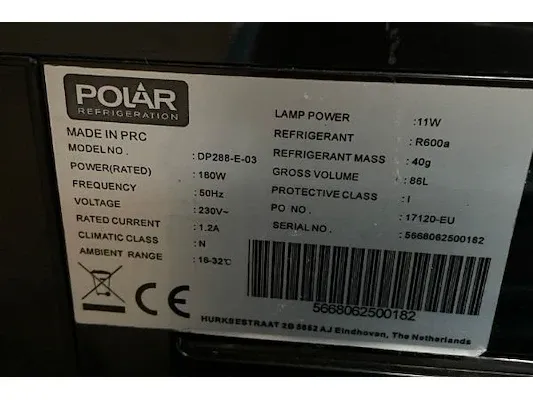 POLAR
REFRIGERATION
MADE IN PRC
MODEL NO. : DP288-E-03
POWER(RATED) : 180W
FREQUENCY : 50Hz
VOLTAGE : 230V~
RATED CURRENT : 1.2A
CLIMATIC CLASS : N
AMBIENT RANGE : 16-32℃
LAMP POWER : 11W
REFRIGERANT : R600a
REFRIGERANT MASS : 40g
GROSS VOLUME : 86L
PROTECTIVE CLASS : I
PO NO. : 17120-EU
SERIAL NO. : 5668062500182
5668062500182
CE
HURKSESTRAAT 20 5652 AJ Eindhoven, The Netherlands